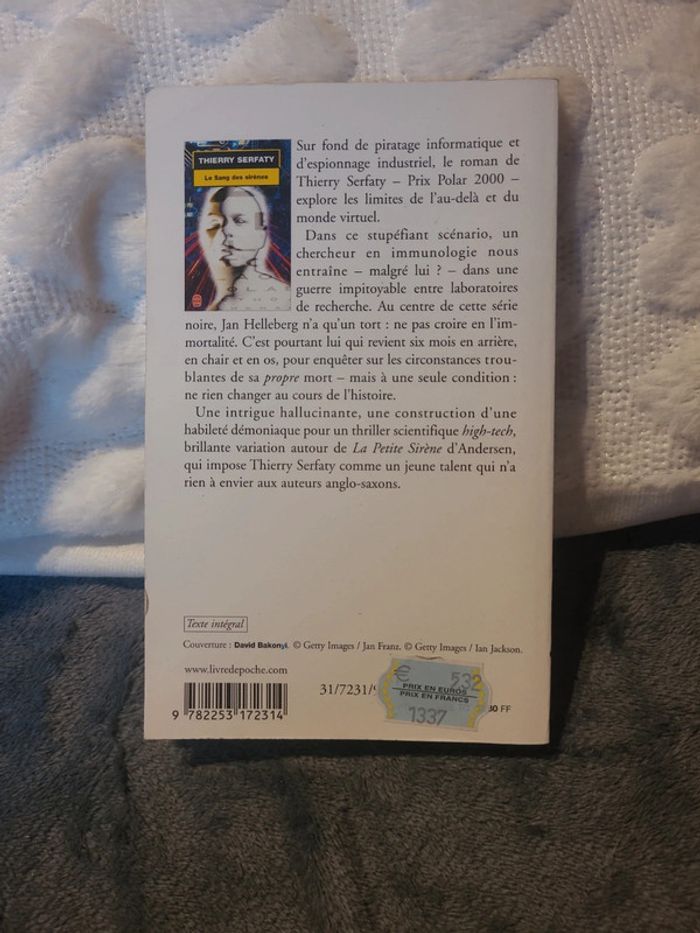 THIERRY SERFATY
Le Sang des sirènes
Sur fond de piratage informatique et
d'espionnage industriel, le roman de
Thierry Serfaty – Prix Polar 2000 –
explore les limites de l'au-delà et du
monde virtuel.
Dans ce stupéfiant scénario, un
chercheur en immunologie nous
entraîne – malgré lui ? – dans une
guerre impitoyable entre laboratoires
de recherche. Au centre de cette série
noire, Jan Helleberg n'a qu'un tort : ne pas croire en l'im-
mortalité. C'est pourtant lui qui revient six mois en arrière,
en chair et en os, pour enquêter sur les circonstances trou-
blantes de sa propre mort – mais à une seule condition :
ne rien changer au cours de l'histoire.
Une intrigue hallucinante, une construction d'une
habileté démoniaque pour un thriller scientifique high-tech,
brillante variation autour de La Petite Sirène d'Andersen,
qui impose Thierry Serfaty comme un jeune talent qui n'a
rien à envier aux auteurs anglo-saxons.
Texte intégral
Couverture : David Bakonyi. © Getty Images / Jan Franz. © Getty Images / Ian Jackson.
www.livredepoche.com
31/7231/
€ 532
PRIX EN EUROS
PRIX EN FRANCS
1337
30 FF
9 782253 172314